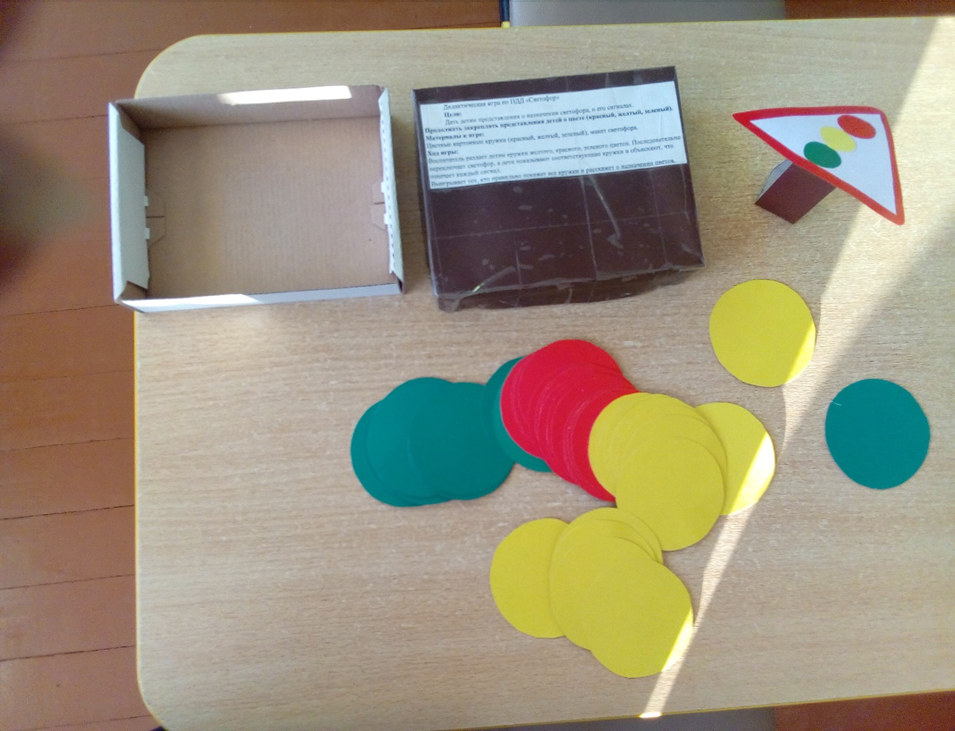 Дидактическая игра по ПДД «Светофор»
Цели:
Дать детям представления о назначении светофора, о его сигналах.
Продолжать закреплять представления детей о цвете (красный, желтый, зеленый).
Материалы к игре:
Цветные картонные кружки (красный, желтый, зеленый), макет светофора.
Ход игры:
Воспитатель раздает детям кружки желтого, красного, зеленого цветов. Последовательно
переключает светофор, а дети показывают соответствующие кружки и объясняют, что
означает каждый сигнал.
Выигрывает тот, кто правильно покажет все кружки и расскажет о назначении цветов.